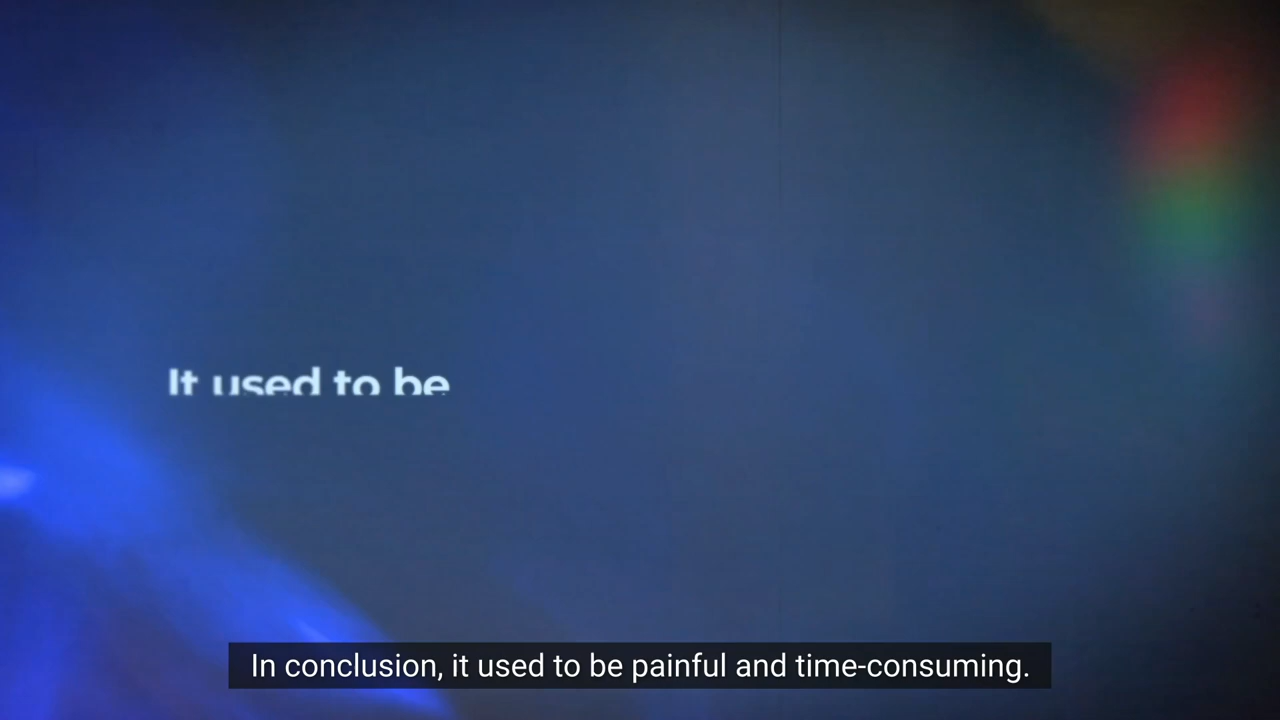 It used to be
In conclusion, it used to be painful and time-consuming.